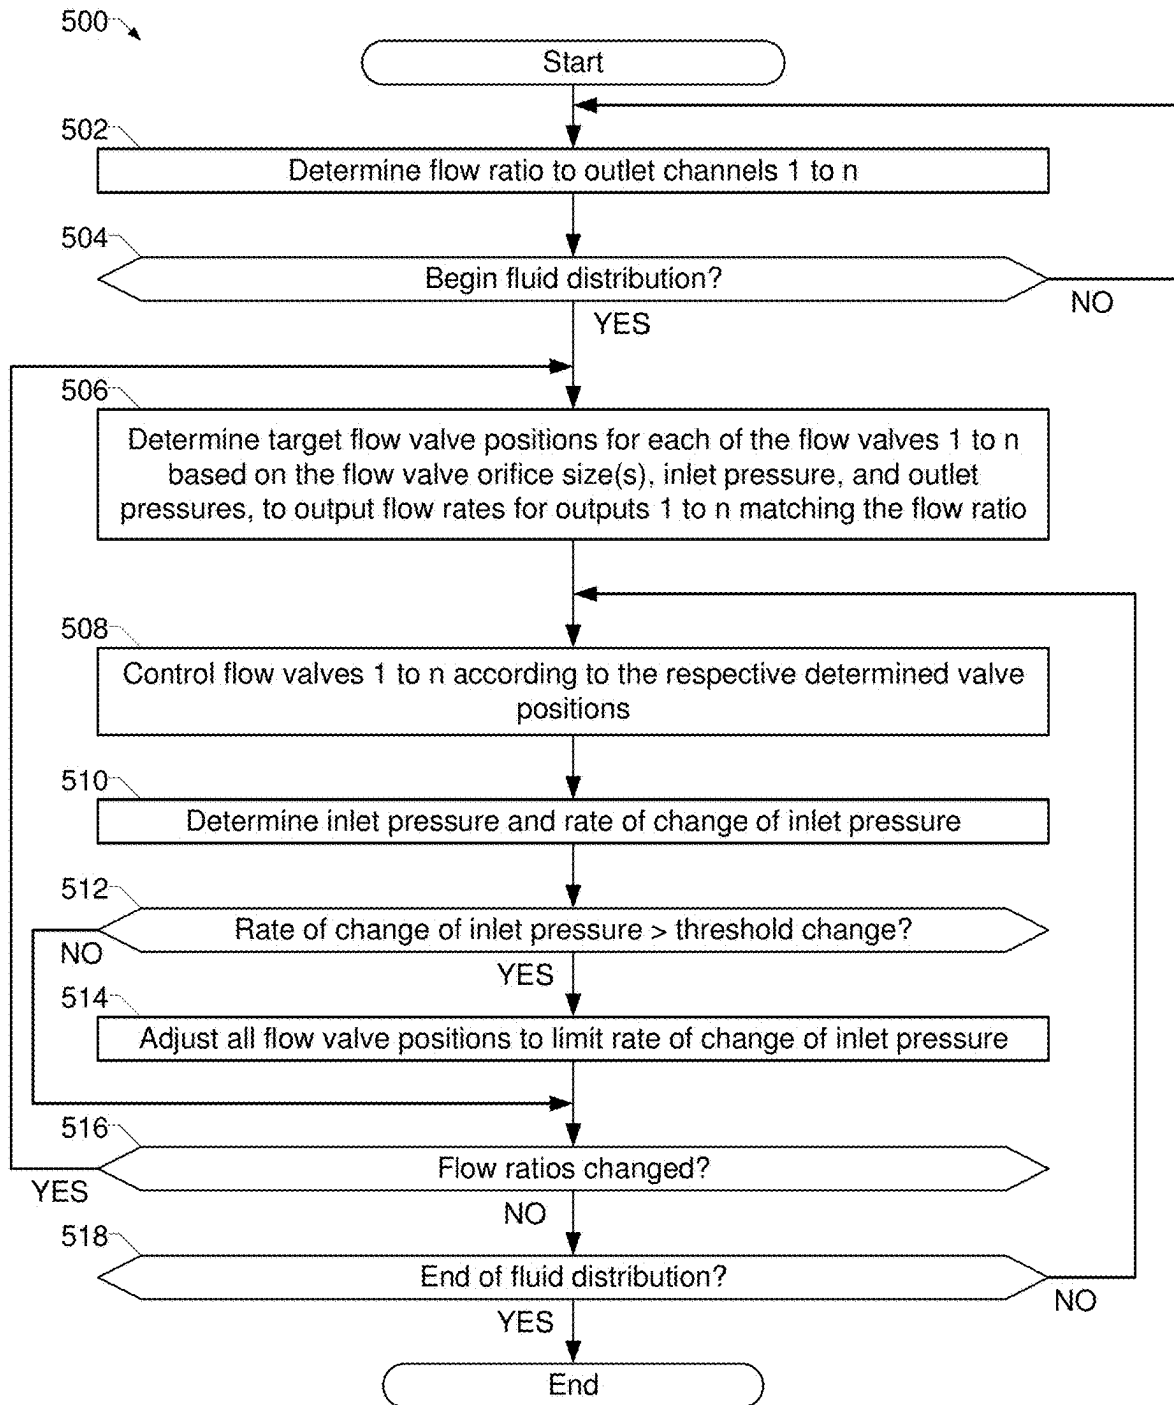 500
Start
502
Determine flow ratio to outlet channels 1 to n
504
Begin fluid distribution?
NO
YES
506
Determine target flow valve positions for each of the flow valves 1 to n
based on the flow valve orifice size(s), inlet pressure, and outlet
pressures, to output flow rates for outputs 1 to n matching the flow ratio
508
Control flow valves 1 to n according to the respective determined valve
positions
510
Determine inlet pressure and rate of change of inlet pressure
512
Rate of change of inlet pressure > threshold change?
NO
YES
514
Adjust all flow valve positions to limit rate of change of inlet pressure
516
Flow ratios changed?
YES
NO
518
End of fluid distribution?
NO
YES
End